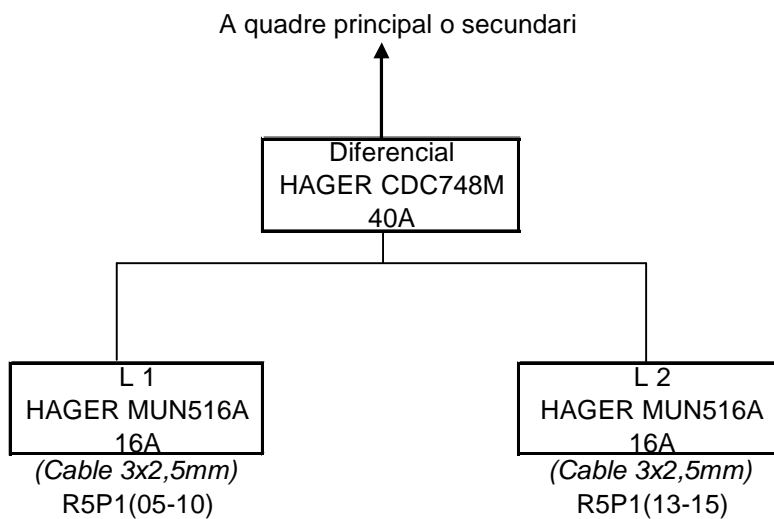 A quadre principal o secundari
Diferencial
HAGER CDC748M
40A
L 1
HAGER MUN516A
16A
(Cable 3x2,5mm)
R5P1(05-10)
L 2
HAGER MUN516A
16A
(Cable 3x2,5mm)
R5P1(13-15)